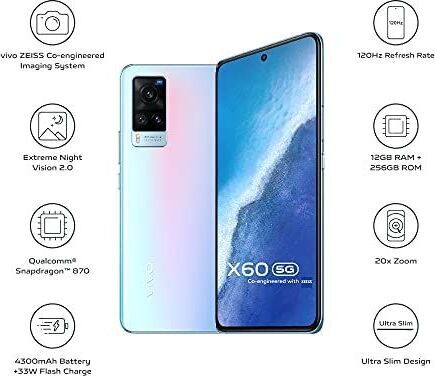 vivo ZEISS Co-engineered
Imaging System
Extreme Night
Vision 2.0
Qualcomm®
Snapdragon™ 870
4300mAh Battery
+33W Flash Charge
vivo
X60 5G
Co-engineered with ZEISS
120Hz
120Hz Refresh Rate
12GB RAM +
256GB ROM
20x Zoom
Ultra Slim
Ultra Slim Design